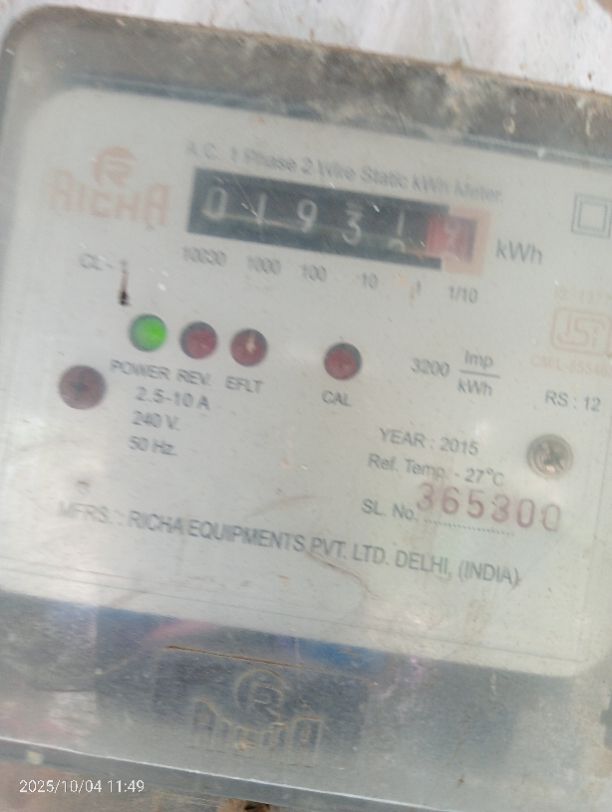 A.C. 1 Phase 2 Wire Static kWh Meter
RICHA
01931
kWh
CL - 1
10000 1000 100 10 1 1/10
3200 Imp/kWh
POWER REV. EFLT
CAL
RS : 12
2.5-10 A
240 V.
50 Hz.
YEAR : 2015
Ref. Temp. - 27°C
SL. No. 365300
MFRS. : RICHA EQUIPMENTS PVT. LTD. DELHI, (INDIA)
RICHA
2025/10/04 11:49